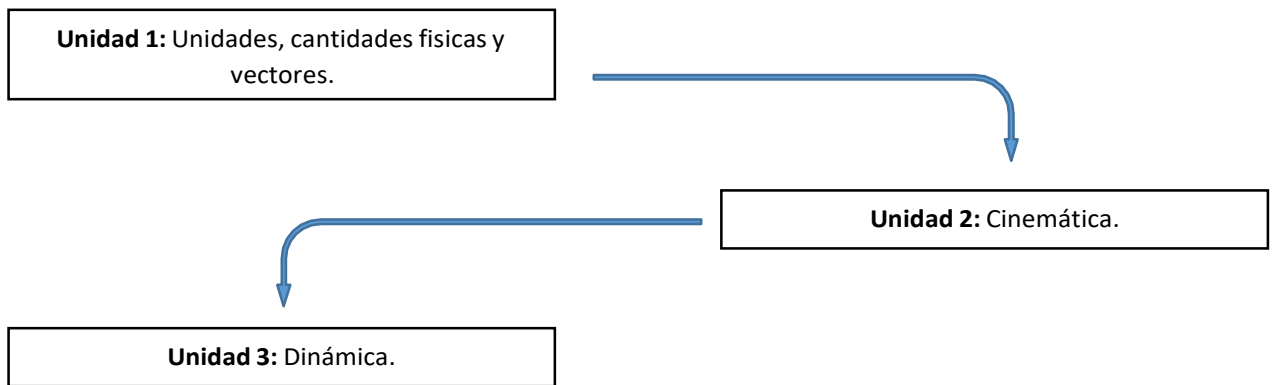 Unidad 1: Unidades, cantidades fisicas y
vectores.
Unidad 2: Cinemática.
Unidad 3: Dinámica.